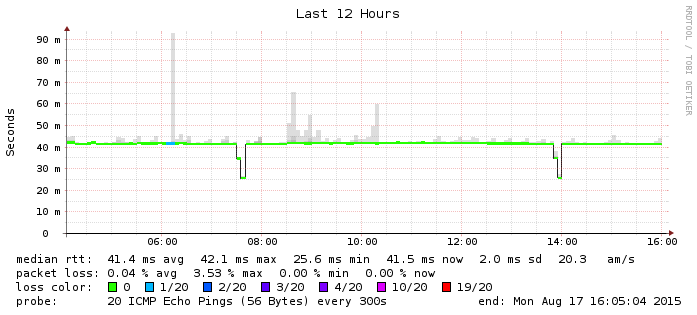 Last 12 Hours
RRDTOOL / TOBI OETIKER
Seconds
90 m
80 m
70 m
60 m
50 m
40 m
30 m
20 m
10 m
0
06:00 08:00 10:00 12:00 14:00 16:00
median rtt: 41.4 ms avg 42.1 ms max 25.6 ms min 41.5 ms now 2.0 ms sd 20.3 am/s
packet loss: 0.04 % avg 3.53 % max 0.00 % min 0.00 % now
loss color: 0 1/20 2/20 3/20 4/20 10/20 19/20
probe: 20 ICMP Echo Pings (56 Bytes) every 300s end: Mon Aug 17 16:05:04 2015